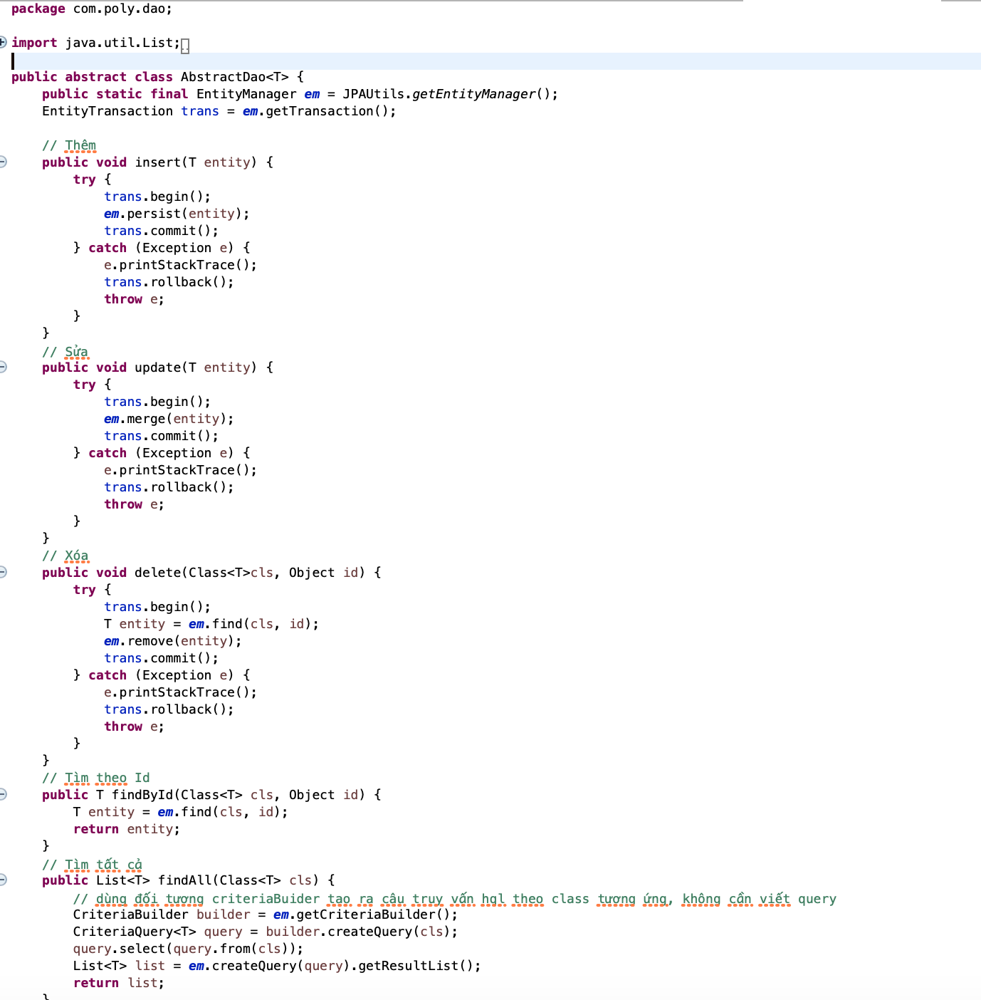 package com.poly.dao;
import java.util.List;
public abstract class AbstractDao<T> {
public static final EntityManager em = JPAUtils.getEntityManager();
EntityTransaction trans = em.getTransaction();
// Thêm
public void insert(T entity) {
try {
trans.begin();
em.persist(entity);
trans.commit();
} catch (Exception e) {
e.printStackTrace();
trans.rollback();
throw e;
}
}
// Sửa
public void update(T entity) {
try {
trans.begin();
em.merge(entity);
trans.commit();
} catch (Exception e) {
e.printStackTrace();
trans.rollback();
throw e;
}
}
// Xóa
public void delete(Class<T>cls, Object id) {
try {
trans.begin();
T entity = em.find(cls, id);
em.remove(entity);
trans.commit();
} catch (Exception e) {
e.printStackTrace();
trans.rollback();
throw e;
}
}
// Tìm theo Id
public T findById(Class<T> cls, Object id) {
T entity = em.find(cls, id);
return entity;
}
// Tìm tất cả
public List<T> findAll(Class<T> cls) {
// dùng đối tượng criteriaBuider tạo ra câu truy vấn hql theo class tương ứng, không cần viết query
CriteriaBuilder builder = em.getCriteriaBuilder();
CriteriaQuery<T> query = builder.createQuery(cls);
query.select(query.from(cls));
List<T> list = em.createQuery(query).getResultList();
return list;
}